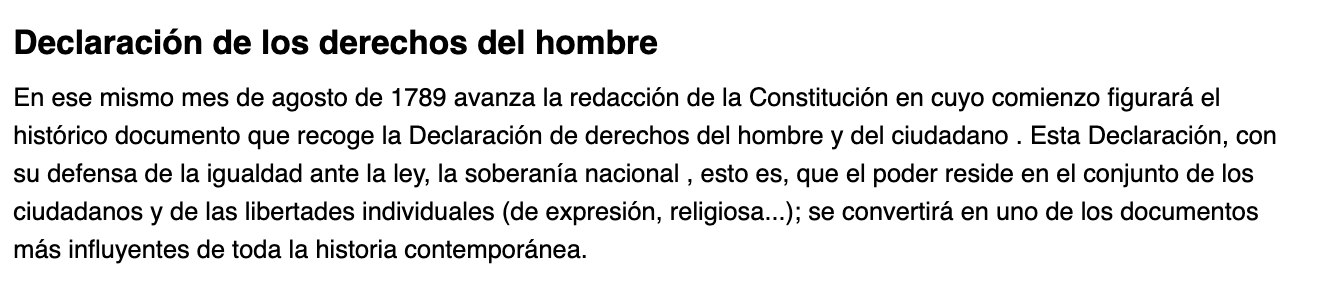 Declaración de los derechos del hombre
En ese mismo mes de agosto de 1789 avanza la redacción de la Constitución en cuyo comienzo figurará el
histórico documento que recoge la Declaración de derechos del hombre y del ciudadano . Esta Declaración, con
su defensa de la igualdad ante la ley, la soberanía nacional , esto es, que el poder reside en el conjunto de los
ciudadanos y de las libertades individuales (de expresión, religiosa...); se convertirá en uno de los documentos
más influyentes de toda la historia contemporánea.